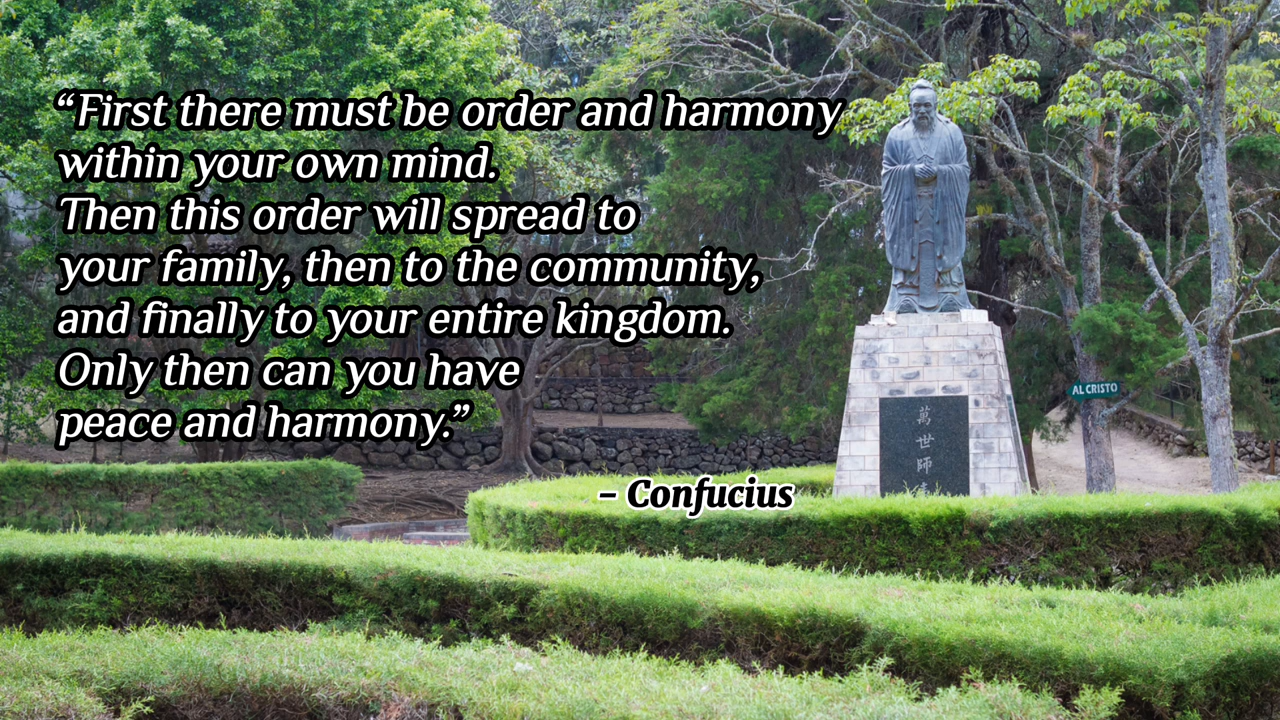 “First there must be order and harmony
within your own mind.
Then this order will spread to
your family, then to the community,
and finally to your entire kingdom.
Only then can you have
peace and harmony.”
– Confucius
AL CRISTO
萬
世
師